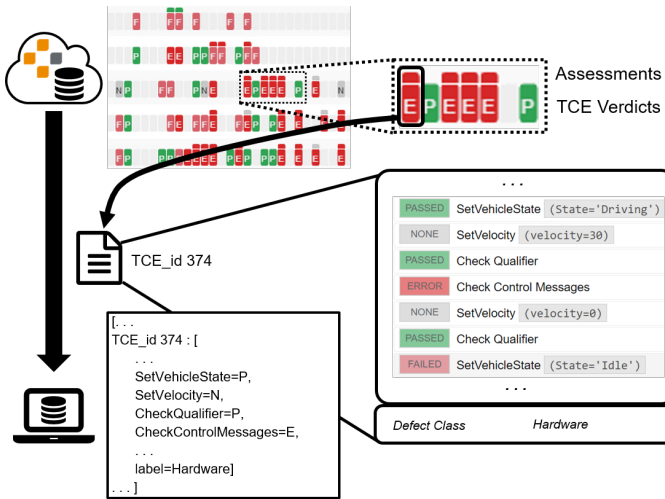 F F F F F F
P E E P P F F P F F
N P F F P N E E P E E E P E N
F P F E F F E F E P P E E E
F P P P P E E E E P E P P P E E E E
E P E E E P
Assessments
TCE Verdicts
TCE_id 374
. . .
PASSED SetVehicleState (State='Driving')
NONE SetVelocity (velocity=30)
PASSED Check Qualifier
ERROR Check Control Messages
NONE SetVelocity (velocity=0)
PASSED Check Qualifier
FAILED SetVehicleState (State='Idle')
. . .
Defect Class Hardware
[. . .
TCE_id 374 : [
. . .
SetVehicleState=P,
SetVelocity=N,
CheckQualifier=P,
CheckControlMessages=E,
. . .
label=Hardware]
. . . ]